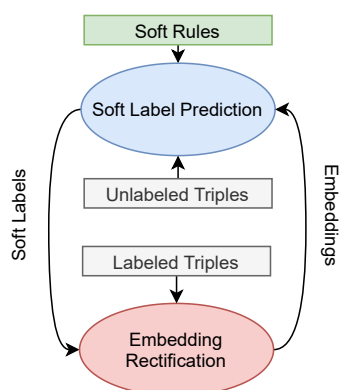 Soft Rules
Soft Label Prediction
Soft Labels
Embeddings
Unlabeled Triples
Labeled Triples
Embedding
Rectification